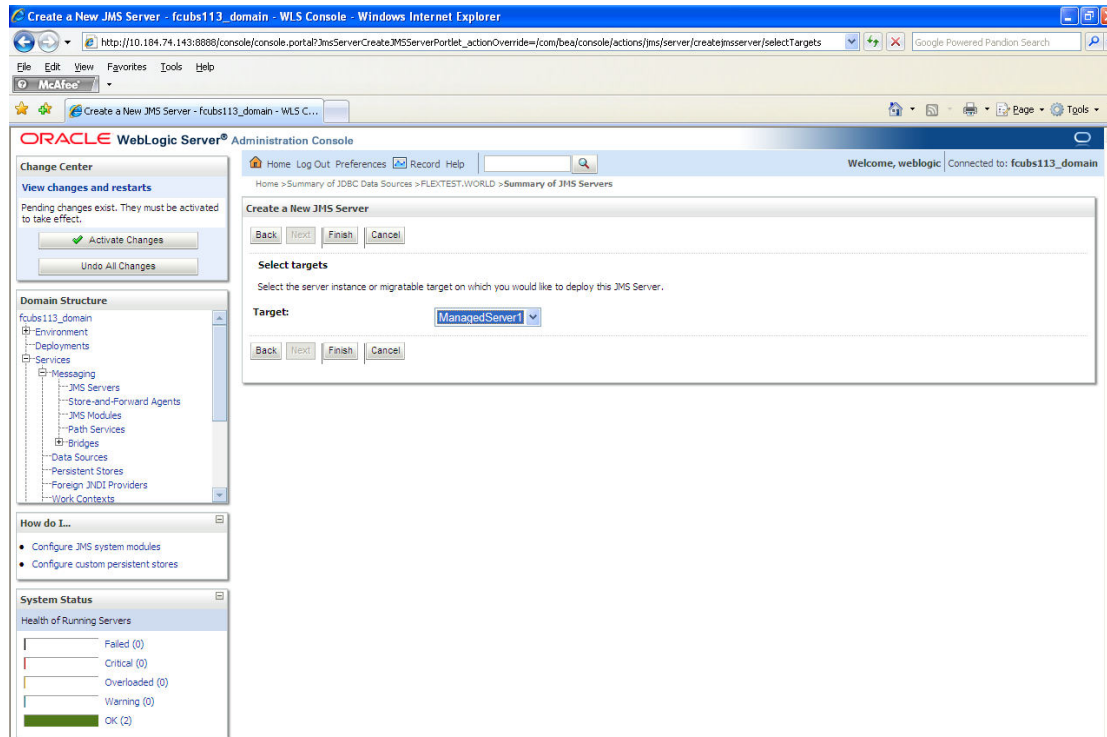 Create a New JMS Server - fcubs113_domain - WLS Console - Windows Internet Explorer
http://10.184.74.143:8888/console/console.portal?JmsServerCreateJMSServerPortlet_actionOverride=/com/bea/console/actions/jms/server/createjmsserver/selectTargets
Google Powered Pandion Search
File Edit View Favorites Tools Help
McAfee
Create a New JMS Server - fcubs113_domain - WLS C...
Page Tools
ORACLE WebLogic Server® Administration Console
Change Center
View changes and restarts
Pending changes exist. They must be activated
to take effect.
Activate Changes
Undo All Changes
Domain Structure
fcubs113_domain
Environment
Deployments
Services
Messaging
JMS Servers
Store-and-Forward Agents
JMS Modules
Path Services
Bridges
Data Sources
Persistent Stores
Foreign JNDI Providers
Work Contexts
How do I...
Configure JMS system modules
Configure custom persistent stores
System Status
Health of Running Servers
Failed (0)
Critical (0)
Overloaded (0)
Warning (0)
OK (2)
Home Log Out Preferences Record Help
Welcome, weblogic Connected to: fcubs113_domain
Home >Summary of JDBC Data Sources >FLEXTEST.WORLD >Summary of JMS Servers
Create a New JMS Server
Back Next Finish Cancel
Select targets
Select the server instance or migratable target on which you would like to deploy this JMS Server.
Target: ManagedServer1
Back Next Finish Cancel